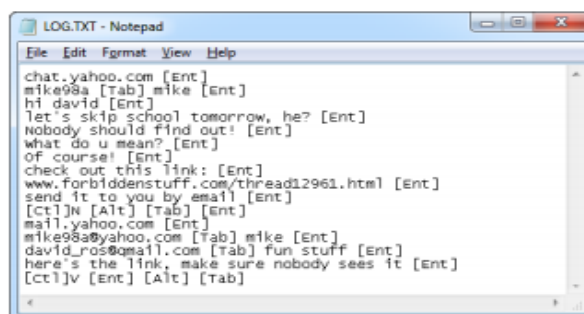 LOG.TXT - Notepad
File Edit Format View Help
chat.yahoo.com [Ent]
mike98a [Tab] mike [Ent]
hi david [Ent]
let's skip school tomorrow, he? [Ent]
Nobody should find out! [Ent]
what do u mean? [Ent]
Of course! [Ent]
check out this link: [Ent]
www.forbiddenstuff.com/thread12961.html [Ent]
send it to you by email [Ent]
[Ctl]N [Alt] [Tab] [Ent]
mail.yahoo.com [Ent]
mike98a@yahoo.com [Tab] mike [Ent]
david_ros@qmail.com [Tab] fun stuff [Ent]
here's the link, make sure nobody sees it [Ent]
[Ctl]V [Ent] [Alt] [Tab]